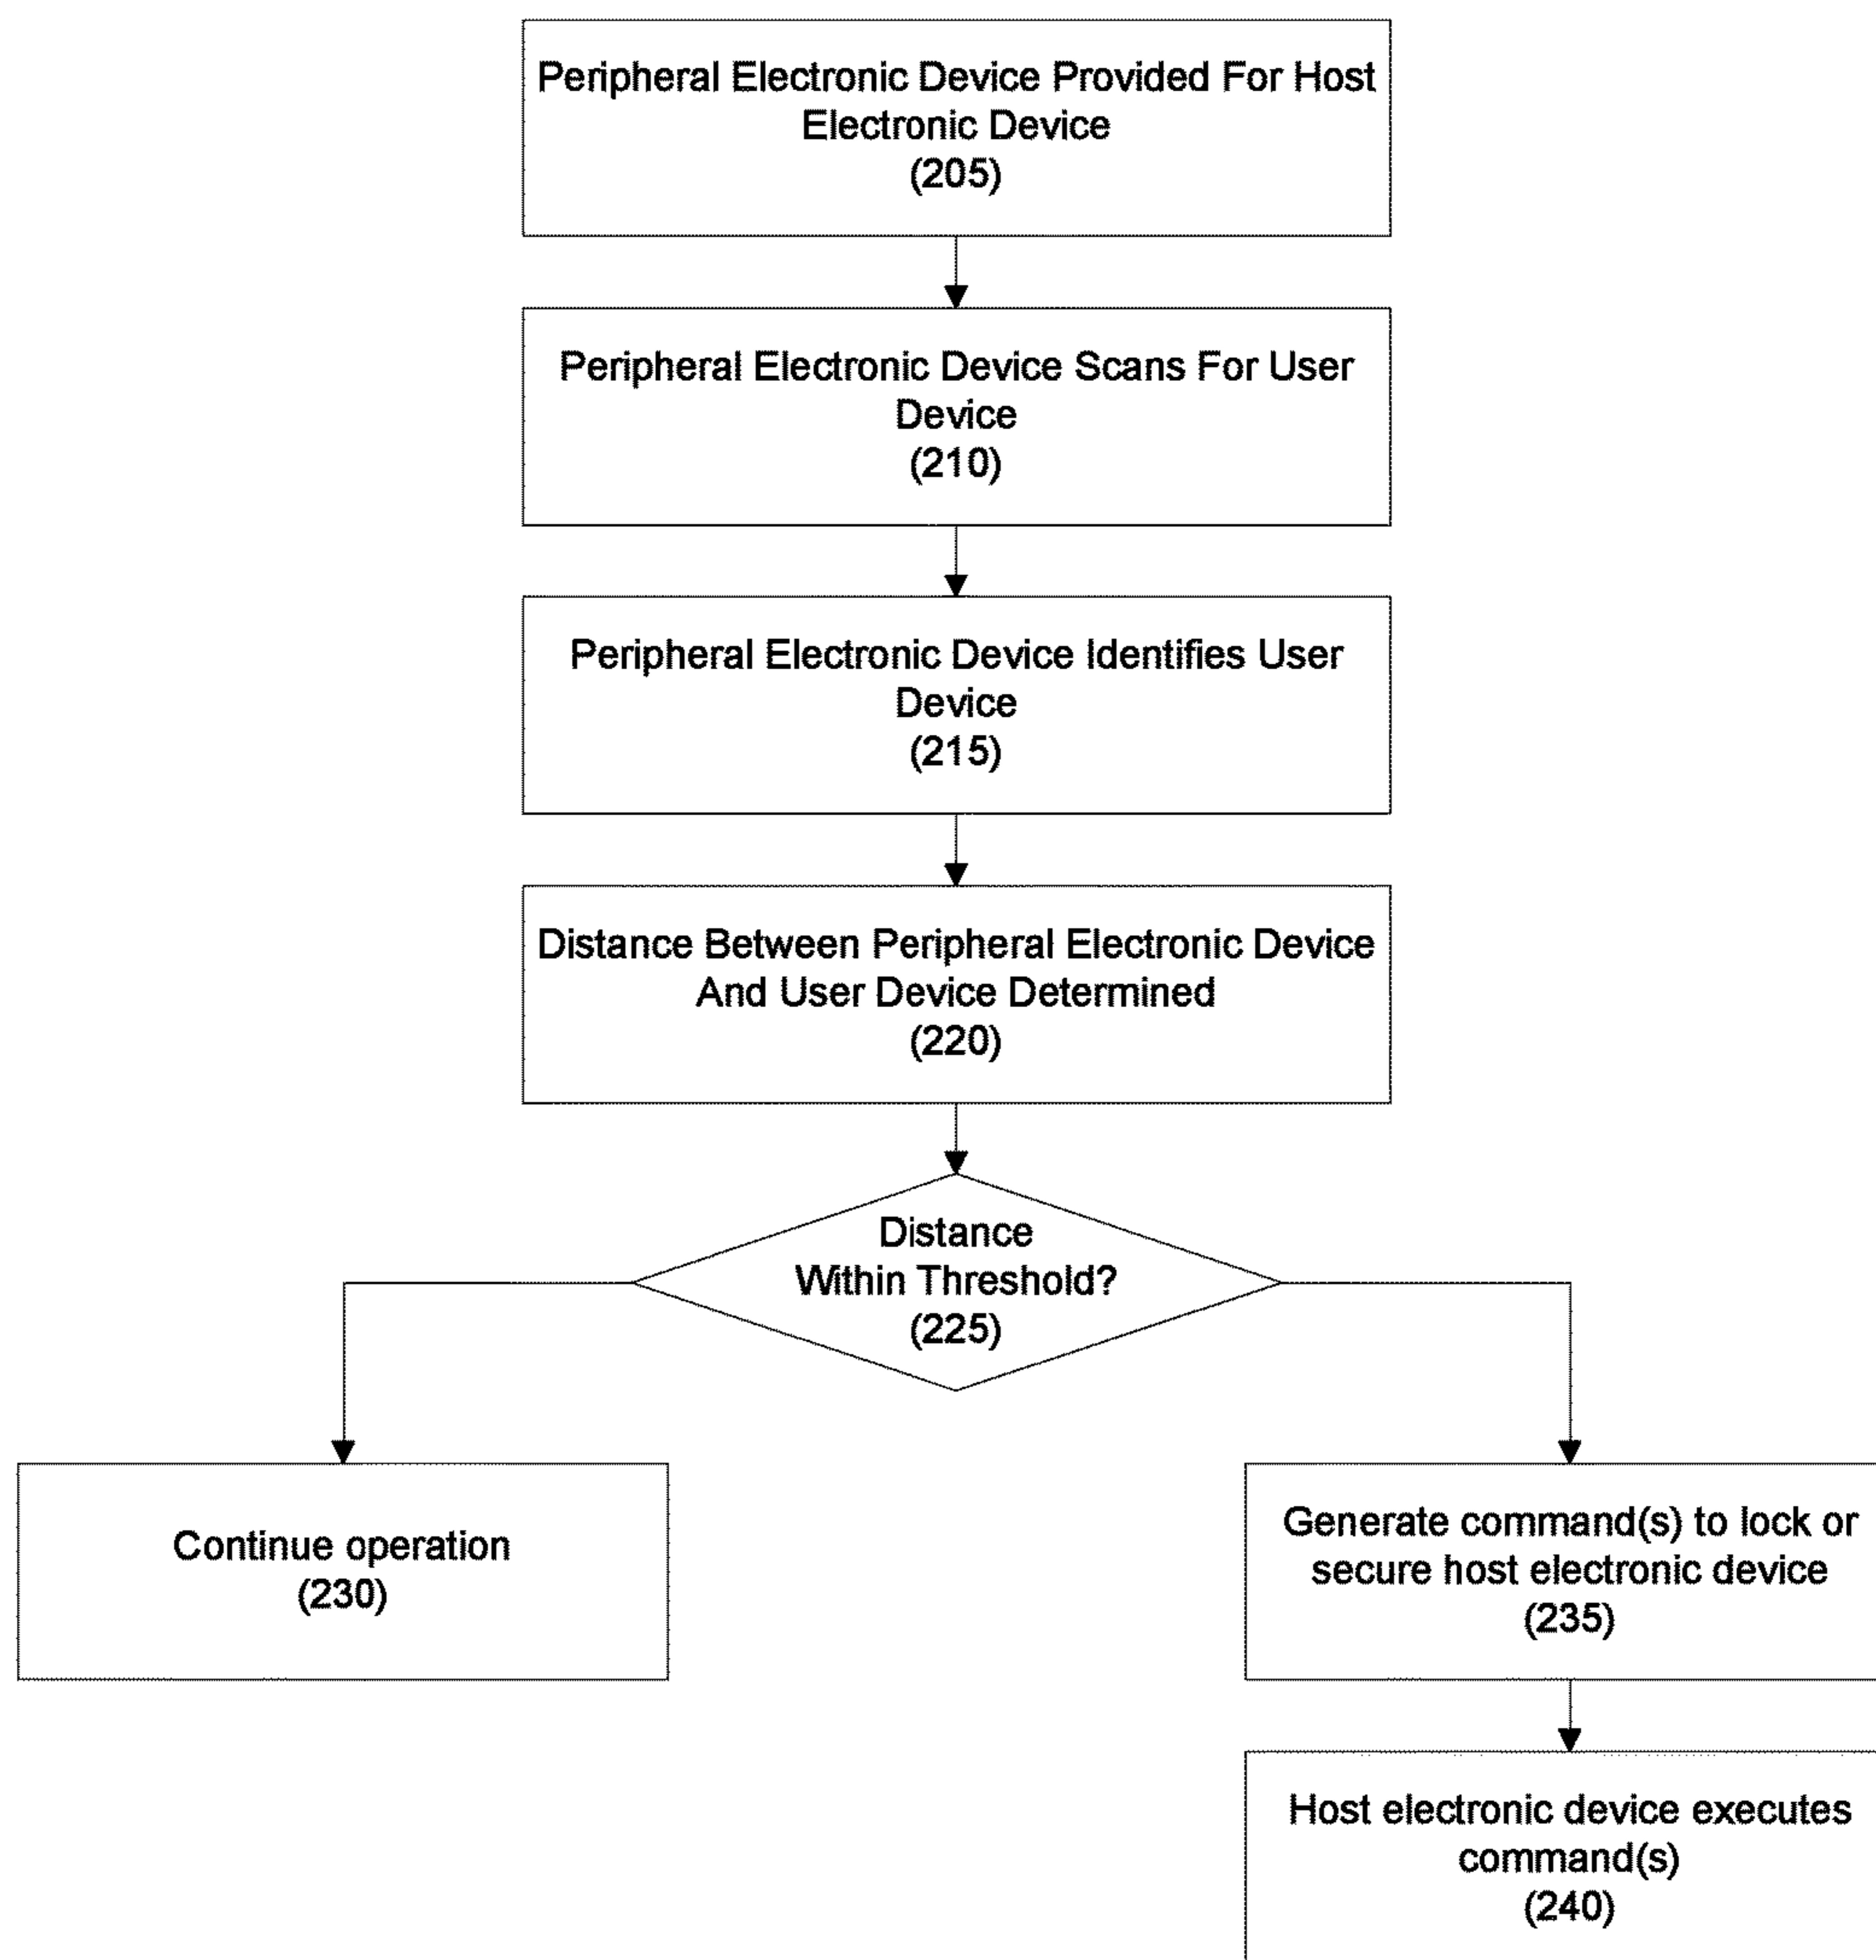 Peripheral Electronic Device Provided For Host
Electronic Device
(205)
Peripheral Electronic Device Scans For User
Device
(210)
Peripheral Electronic Device Identifies User
Device
(215)
Distance Between Peripheral Electronic Device
And User Device Determined
(220)
Distance
Within Threshold?
(225)
Continue operation
(230)
Generate command(s) to lock or
secure host electronic device
(235)
Host electronic device executes
command(s)
(240)